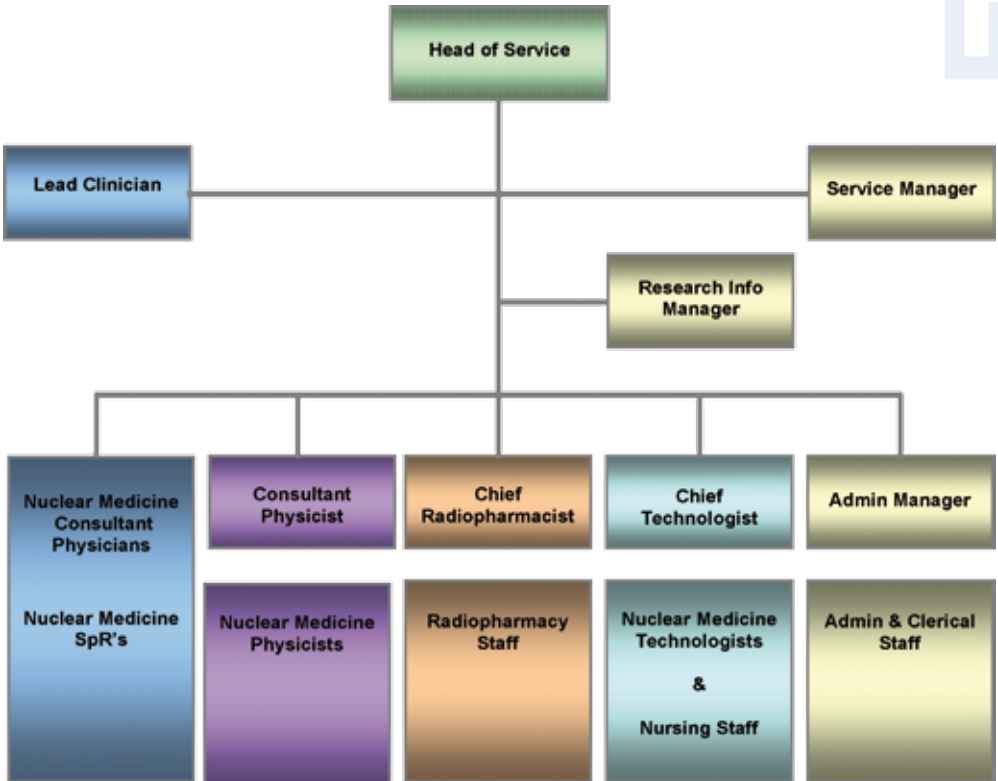 Head of Service
Lead Clinician
Service Manager
Research Info
Manager
Nuclear Medicine
Consultant
Physicians
Nuclear Medicine
SpR's
Consultant
Physicist
Chief
Radiopharmacist
Chief
Technologist
Admin Manager
Nuclear Medicine
Physicists
Radiopharmacy
Staff
Nuclear Medicine
Technologists
&
Nursing Staff
Admin & Clerical
Staff